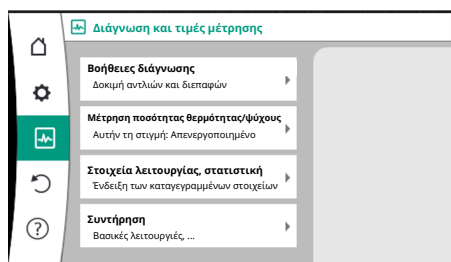 Διάγνωση και τιμές μέτρησης
Βοήθειες διάγνωσης
Δοκιμή αντλιών και διεπαφών
Μέτρηση ποσότητας θερμότητας/ψύχους
Αυτήν τη στιγμή: Απενεργοποιημένο
Στοιχεία λειτουργίας, στατιστική
Ένδειξη των καταγεγραμμένων στοιχείων
Συντήρηση
Βασικές λειτουργιές, ...
?